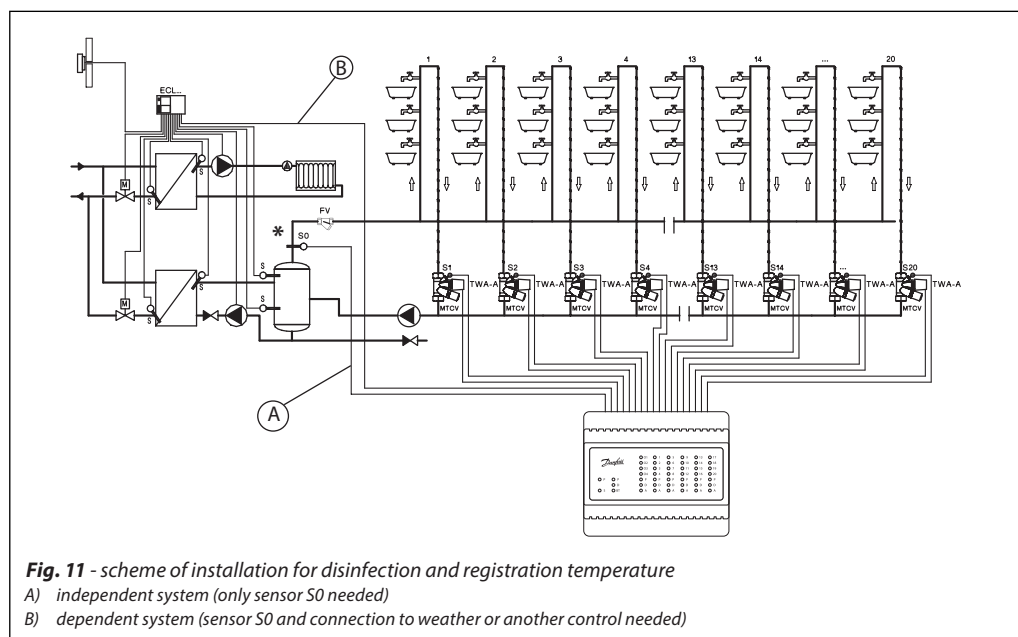 1 2 3 4 13 14 ... 20
B
ECL...
M
S
S
FV
* S0
S
M
S
S
S
S1 S2 S3 S4 S13 S14 ... S20
TWA-A TWA-A TWA-A TWA-A TWA-A TWA-A TWA-A TWA-A
MTCV MTCV MTCV MTCV MTCV MTCV MTCV MTCV
A
Danfoss
Fig. 11 - scheme of installation for disinfection and registration temperature
A) independent system (only sensor S0 needed)
B) dependent system (sensor S0 and connection to weather or another control needed)